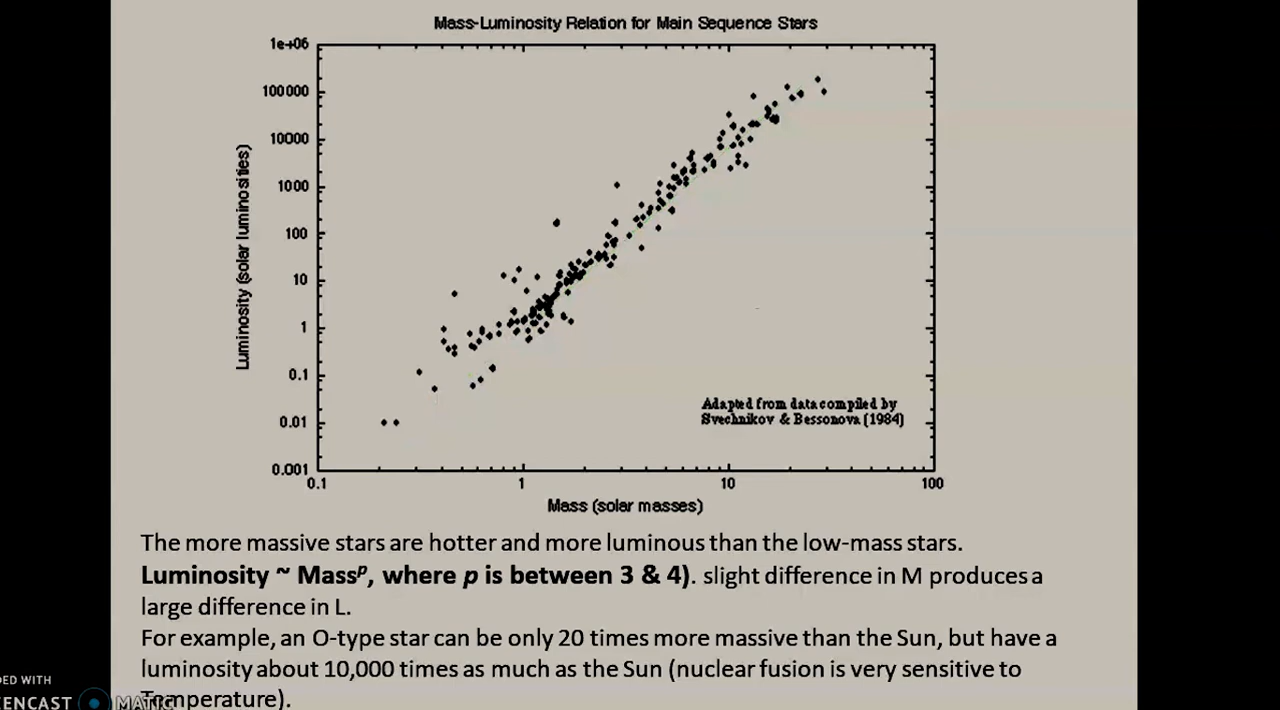 Mass-Luminosity Relation for Main Sequence Stars
1e+06
100000
10000
1000
100
10
1
0.1
0.01
0.001
Luminosity (solar luminosities)
0.1 1 10 100
Mass (solar masses)
Adapted from data compiled by
Svechnikov & Bessonova (1984)
The more massive stars are hotter and more luminous than the low-mass stars.
Luminosity ~ Massᵖ, where p is between 3 & 4). slight difference in M produces a
large difference in L.
For example, an O-type star can be only 20 times more massive than the Sun, but have a
luminosity about 10,000 times as much as the Sun (nuclear fusion is very sensitive to
Temperature).
DED WITH
ENCAST MATIC